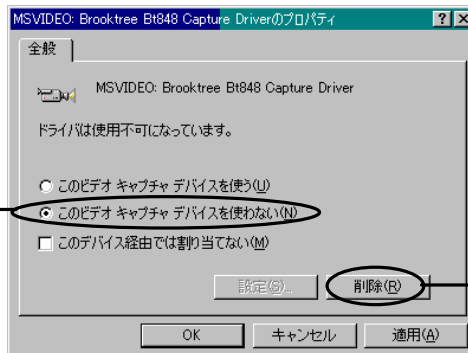 MSVIDEO: Brooktree Bt848 Capture Driverのプロパティ
全般
MSVIDEO: Brooktree Bt848 Capture Driver
ドライバは使用不可になっています。
このビデオ キャプチャ デバイスを使う(U)
このビデオ キャプチャ デバイスを使わない(N)
このデバイス経由では割り当てない(M)
設定(S)... 削除(R)
OK キャンセル 適用(A)